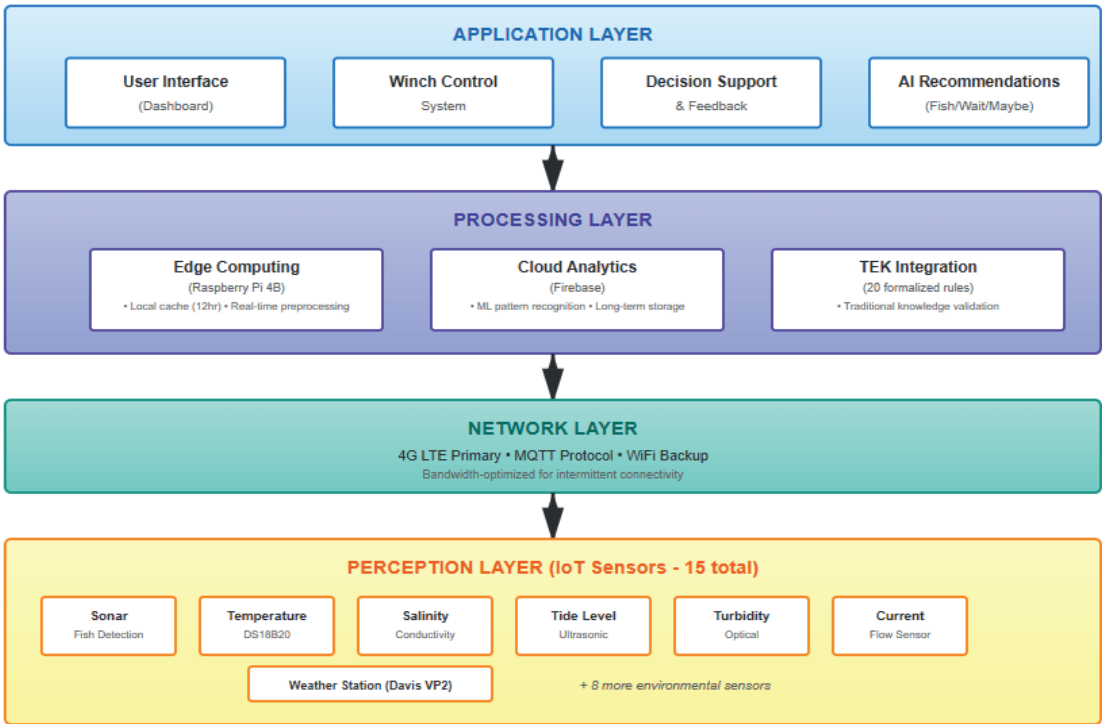 APPLICATION LAYER
User Interface
(Dashboard)
Winch Control
System
Decision Support
& Feedback
AI Recommendations
(Fish/Wait/Maybe)
PROCESSING LAYER
Edge Computing
(Raspberry Pi 4B)
• Local cache (12hr) • Real-time preprocessing
Cloud Analytics
(Firebase)
• ML pattern recognition • Long-term storage
TEK Integration
(20 formalized rules)
• Traditional knowledge validation
NETWORK LAYER
4G LTE Primary • MQTT Protocol • WiFi Backup
Bandwidth-optimized for intermittent connectivity
PERCEPTION LAYER (IoT Sensors - 15 total)
Sonar
Fish Detection
Temperature
DS18B20
Salinity
Conductivity
Tide Level
Ultrasonic
Turbidity
Optical
Current
Flow Sensor
Weather Station (Davis VP2)
+ 8 more environmental sensors